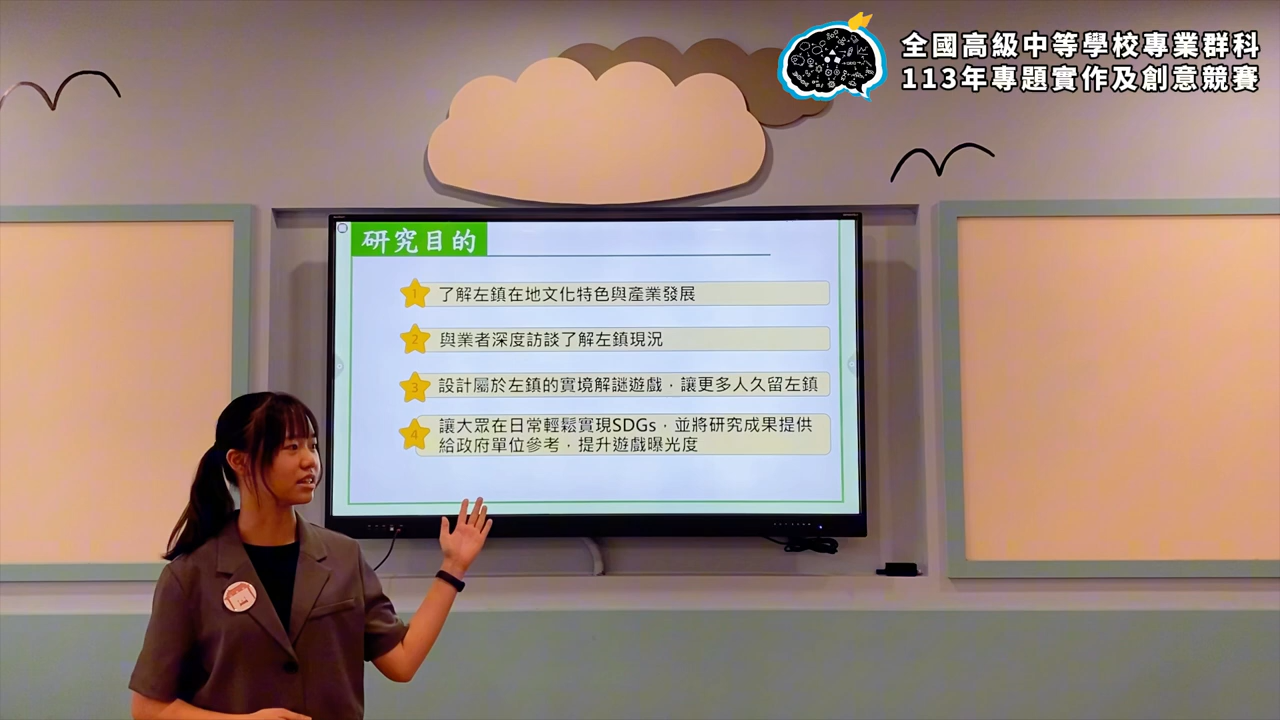 全國高級中等學校專業群科
113年專題實作及創意競賽
研究目的
1 了解左鎮在地文化特色與產業發展
2 與業者深度訪談了解左鎮現況
3 設計屬於左鎮的實境解謎遊戲，讓更多人久留左鎮
4 讓大眾在日常輕鬆實現SDGs，並將研究成果提供
給政府單位參考，提升遊戲曝光度